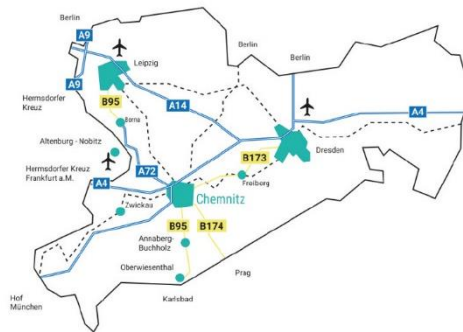 Berlin
A9
Leipzig
Berlin
Berlin
A9
Hermsdorfer
Kreuz
B95
Borna
A14
A4
Altenburg - Nobitz
B173
Dresden
Hermsdorfer Kreuz
Frankfurt a.M.
A72
A4
Freiberg
Chemnitz
Zwickau
B95
B174
Annaberg-
Buchholz
Oberwiesenthal
Prag
Karlsbad
Hof
München